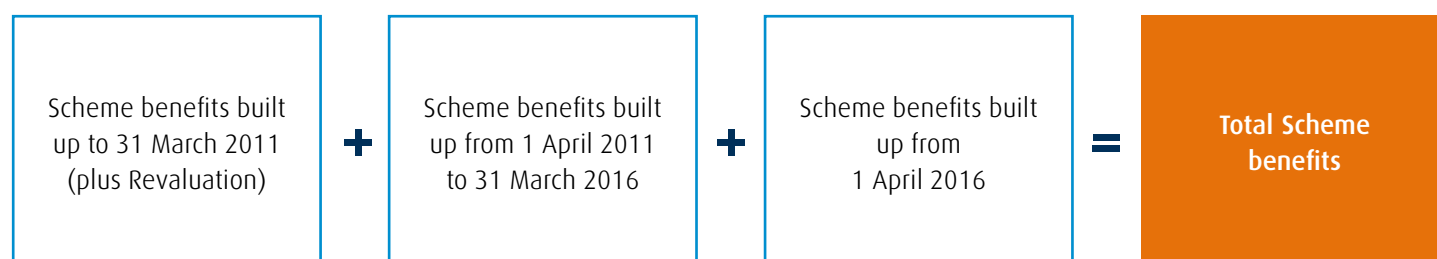 Scheme benefits built
up to 31 March 2011
(plus Revaluation)
+
Scheme benefits built
up from 1 April 2011
to 31 March 2016
+
Scheme benefits built
up from
1 April 2016
=
Total Scheme
benefits